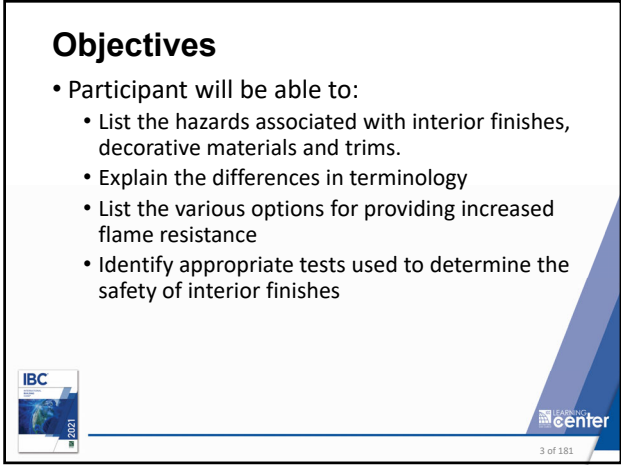 Objectives
• Participant will be able to:
• List the hazards associated with interior finishes,
decorative materials and trims.
• Explain the differences in terminology
• List the various options for providing increased
flame resistance
• Identify appropriate tests used to determine the
safety of interior finishes
IBC
2021
LEARNING
center
3 of 181